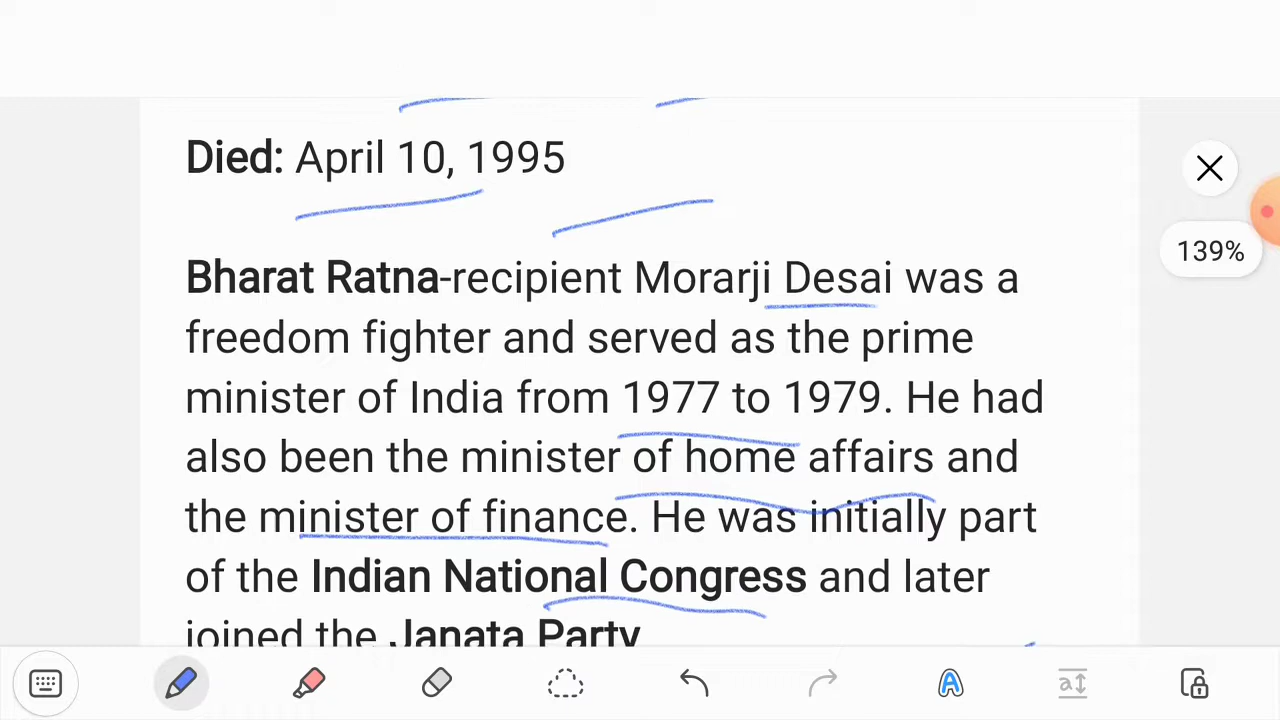 Died: April 10, 1995
139%
Bharat Ratna-recipient Morarji Desai was a
freedom fighter and served as the prime
minister of India from 1977 to 1979. He had
also been the minister of home affairs and
the minister of finance. He was initially part
of the Indian National Congress and later
joined the Janata Party
A
a